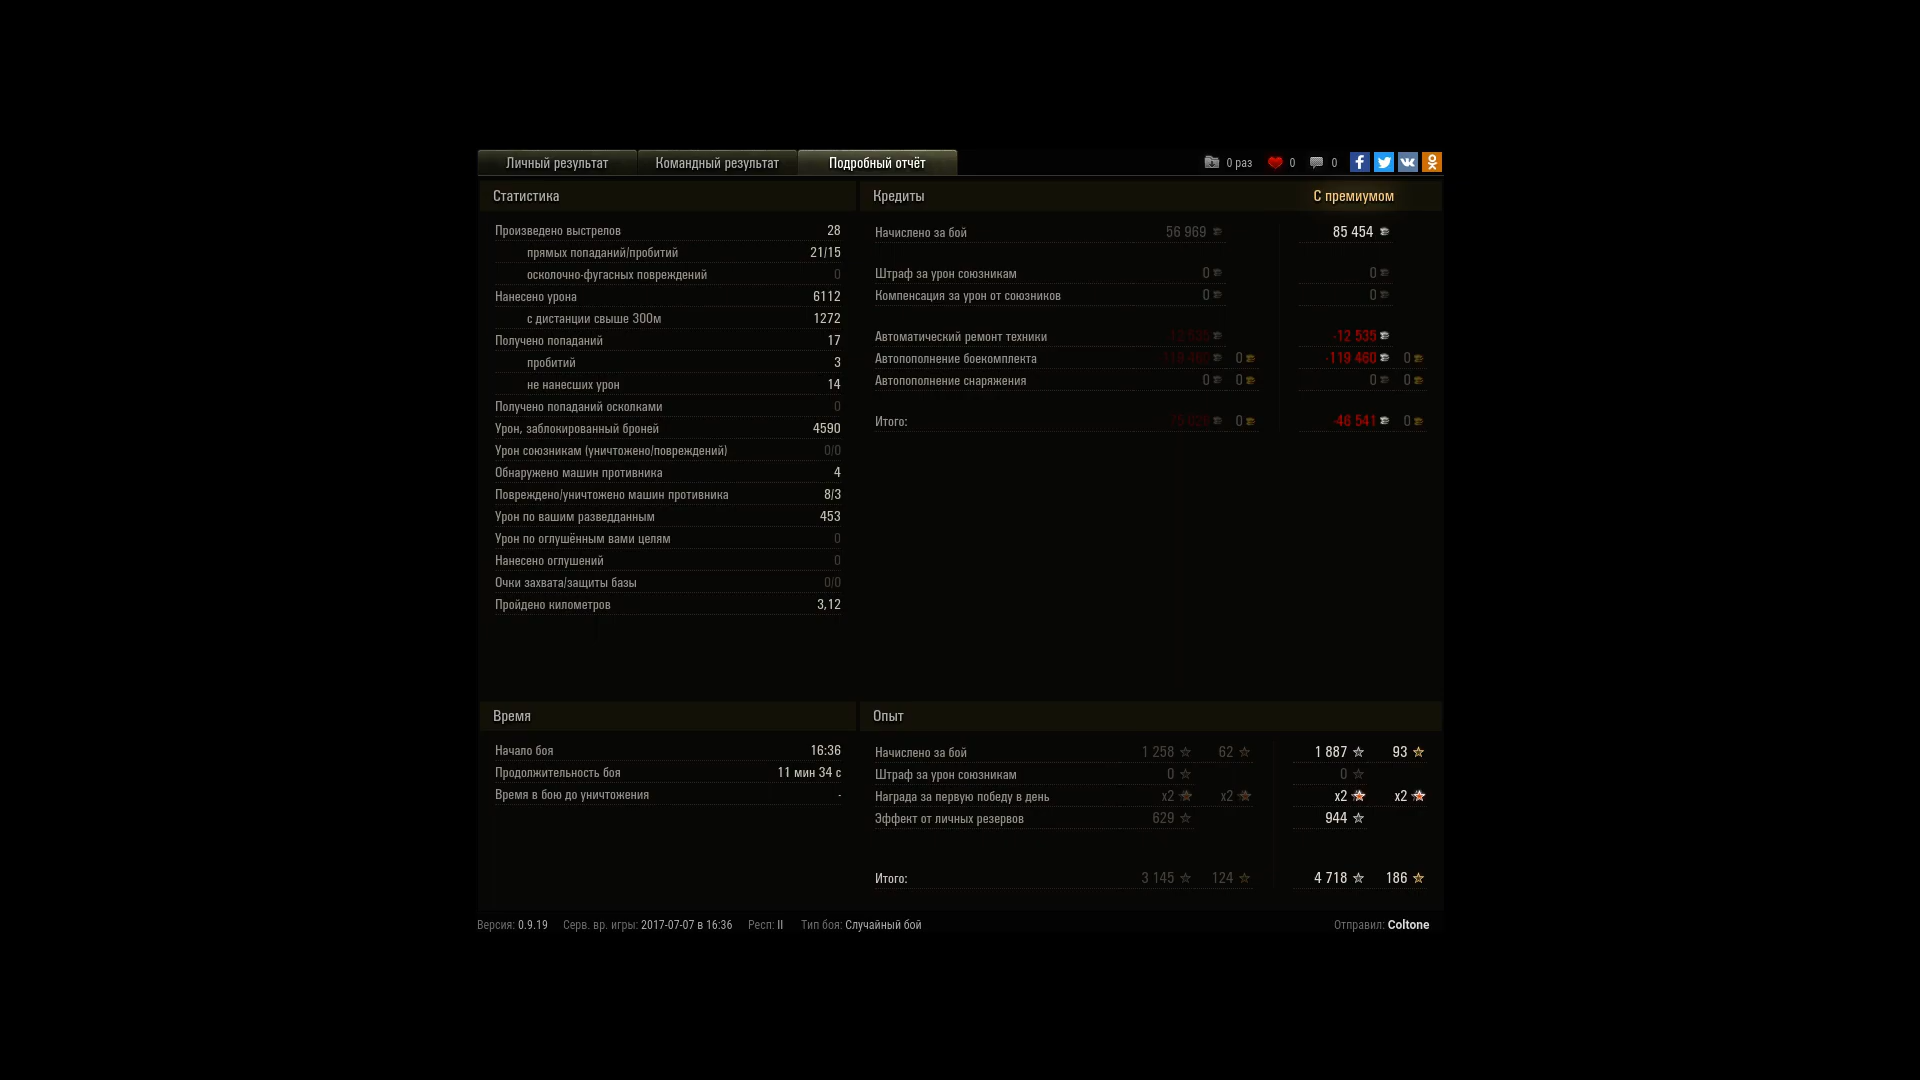 Личный результат Командный результат Подробный отчёт 0 раз 0 0
Статистика
Произведено выстрелов 28
прямых попаданий/пробитий 21/15
осколочно-фугасных повреждений 0
Нанесено урона 6112
с дистанции свыше 300м 1272
Получено попаданий 17
пробитий 3
не нанесших урон 14
Получено попаданий осколками 0
Урон, заблокированный броней 4590
Урон союзникам (уничтожено/повреждений) 0/0
Обнаружено машин противника 4
Повреждено/уничтожено машин противника 8/3
Урон по вашим разведданным 453
Урон по оглушённым вами целям 0
Нанесено оглушений 0
Очки захвата/защиты базы 0/0
Пройдено километров 3,12
Кредиты С премиумом
Начислено за бой 56 969 85 454
Штраф за урон союзникам 0 0
Компенсация за урон от союзников 0 0
Автоматический ремонт техники -12 535
Автопополнение боекомплекта 0 -119 460 0
Автопополнение снаряжения 0 0 0 0
Итого: 0 -46 541 0
Время
Начало боя 16:36
Продолжительность боя 11 мин 34 с
Время в бою до уничтожения -
Опыт
Начислено за бой 1 258 62 1 887 93
Штраф за урон союзникам 0 0
Награда за первую победу в день x2 x2 x2 x2
Эффект от личных резервов 629 944
Итого: 3 145 124 4 718 186
Версия: 0.9.19 Серв. вр. игры: 2017-07-07 в 16:36 Респ: II Тип боя: Случайный бой Отправил: Coltone